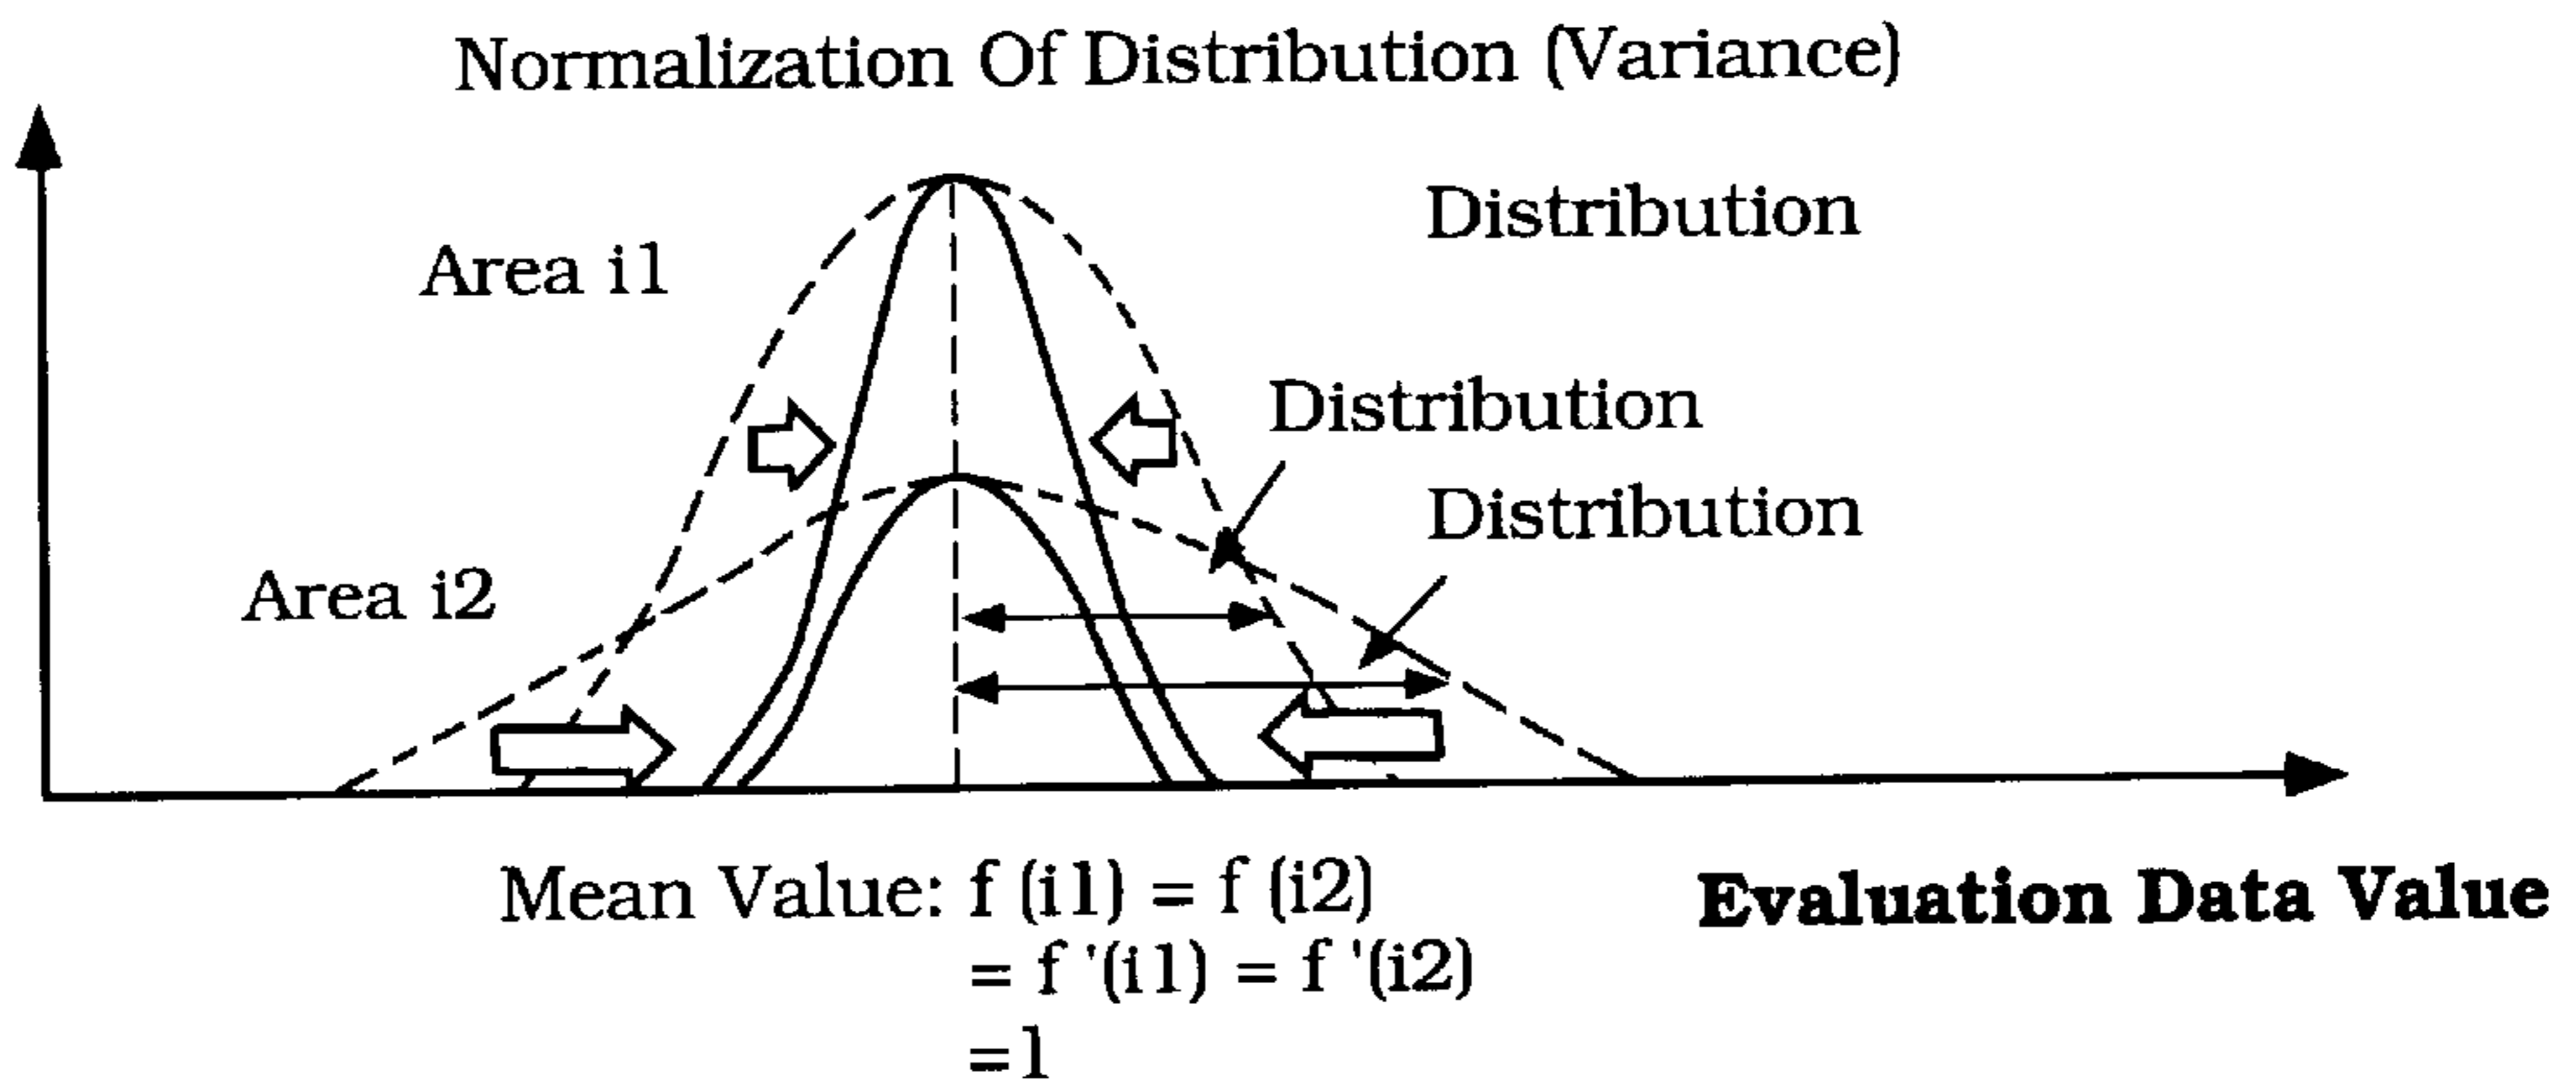 Normalization Of Distribution (Variance)
Distribution
Area i1
Distribution
Distribution
Area i2
Mean Value: f (i1) = f (i2)
= f '(i1) = f '(i2)
=1
Evaluation Data Value